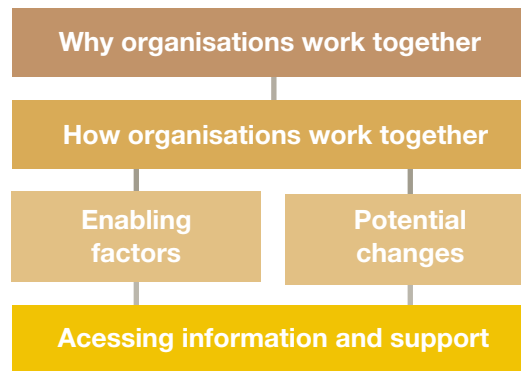 Why organisations work together
How organisations work together
Enabling
factors
Potential
changes
Acessing information and support